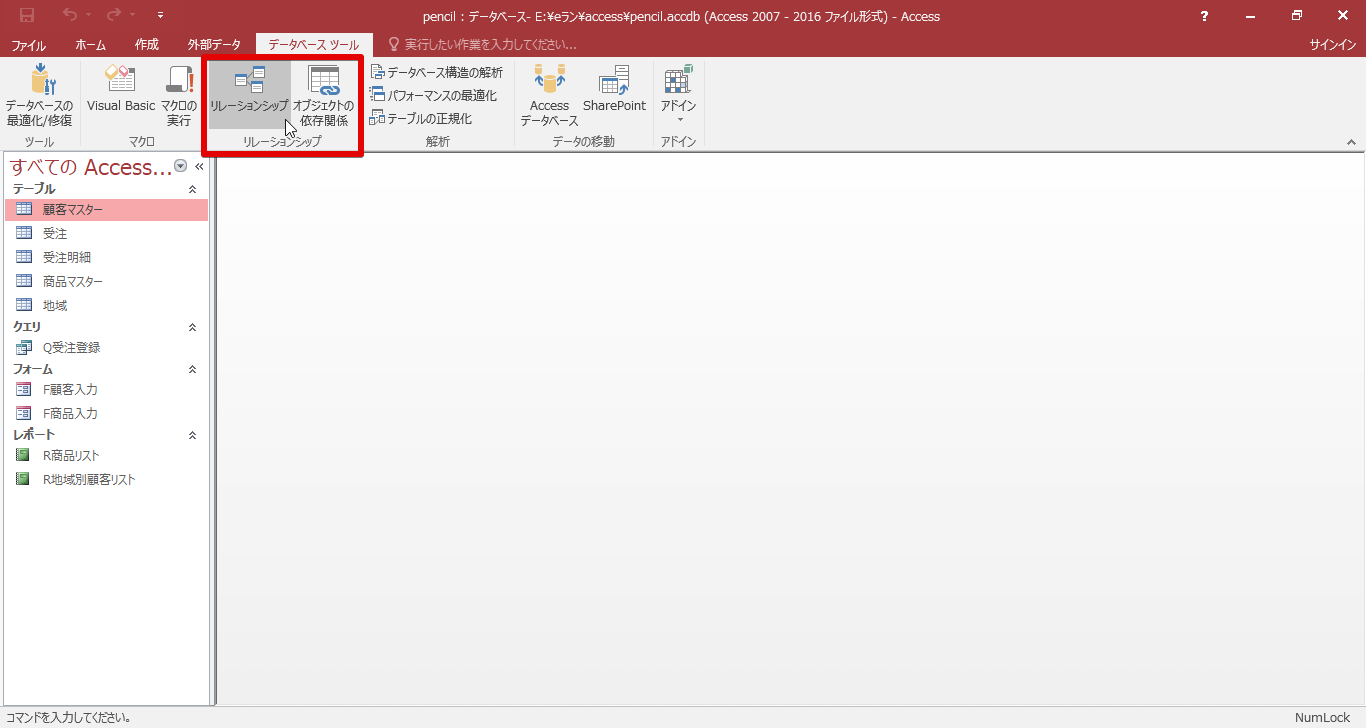 pencil : データベース- E:¥eラン¥access¥pencil.accdb (Access 2007 - 2016 ファイル形式) - Access
?
ファイル ホーム 作成 外部データ データベース ツール 実行したい作業を入力してください... サインイン
データベースの
最適化/修復
ツール
Visual Basic
マクロの
実行
マクロ
リレーションシップ
オブジェクトの
依存関係
リレーションシップ
データベース構造の解析
パフォーマンスの最適化
テーブルの正規化
解析
Access
データベース
SharePoint
データの移動
アドイン
アドイン
すべての Access...
テーブル
顧客マスター
受注
受注明細
商品マスター
地域
クエリ
Q受注登録
フォーム
F顧客入力
F商品入力
レポート
R商品リスト
R地域別顧客リスト
コマンドを入力してください。
NumLock